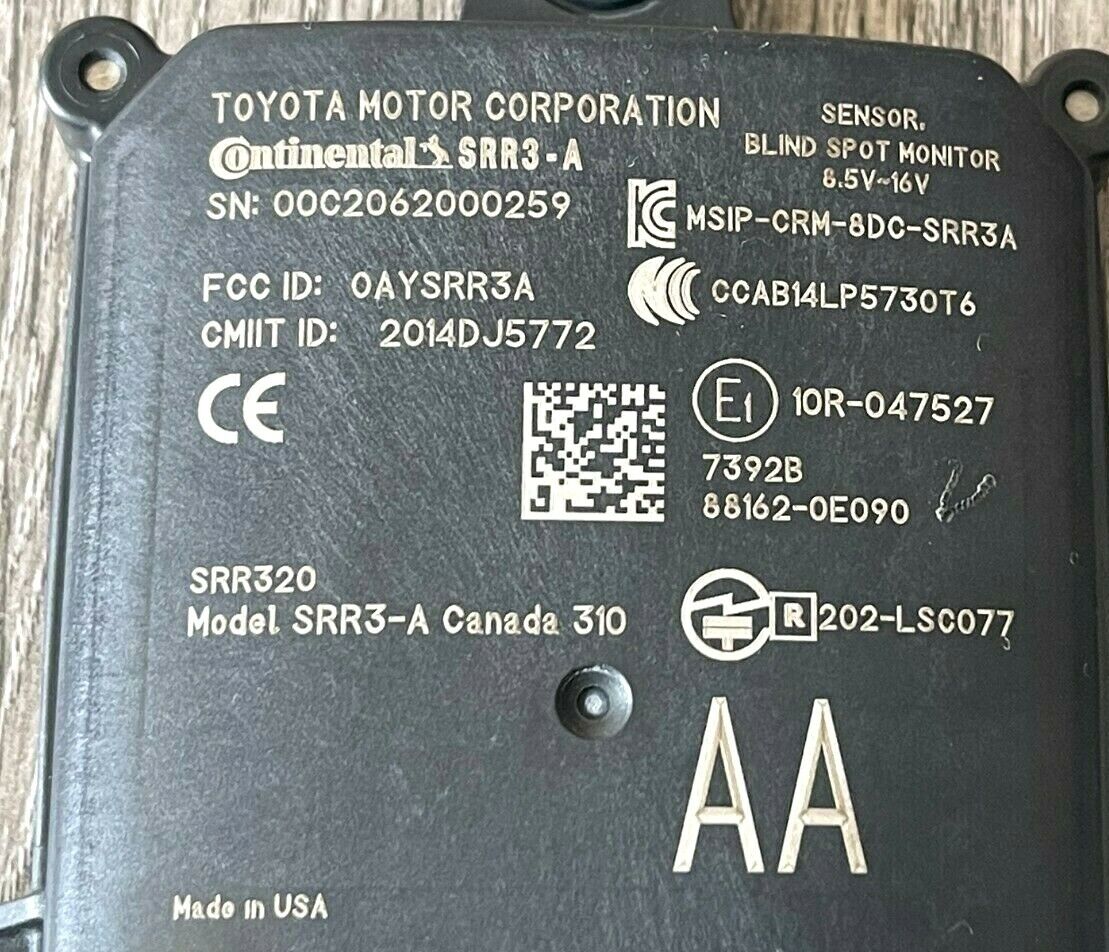 TOYOTA MOTOR CORPORATION
Continental SRR3-A
SN: 00C2062000259
SENSOR,
BLIND SPOT MONITOR
8.5V~16V
MSIP-CRM-8DC-SRR3A
FCC ID: OAYSRR3A
CCAB14LP5730T6
CMIIT ID: 2014DJ5772
CE
E1 10R-047527
7392B
88162-0E090
SRR320
Model SRR3-A Canada 310
R 202-LSC077
AA
Made in USA